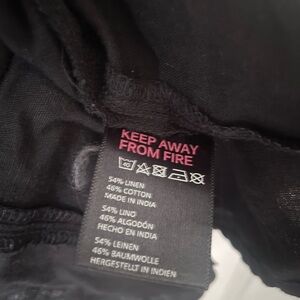 KEEP AWAY
FROM FIRE
40
54% LINEN
46% COTTON
MADE IN INDIA
54% LINO
46% ALGODÓN
HECHO EN INDIA
54% LEINEN
46% BAUMWOLLE
HERGESTELLT IN INDIEN